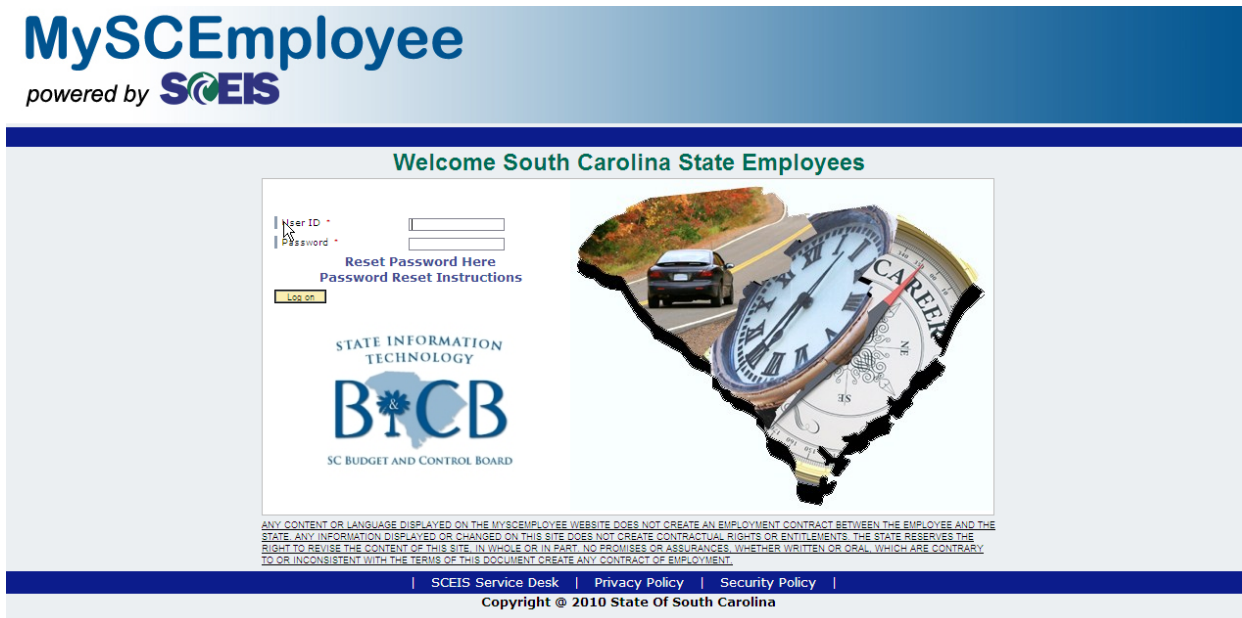 MySCEmployee
powered by SCEIS
Welcome South Carolina State Employees
User ID *
Password *
Reset Password Here
Password Reset Instructions
Log on
STATE INFORMATION
TECHNOLOGY
B&CB
SC BUDGET AND CONTROL BOARD
CAREER
NE
SE
ANY CONTENT OR LANGUAGE DISPLAYED ON THE MYSCEMPLOYEE WEBSITE DOES NOT CREATE AN EMPLOYMENT CONTRACT BETWEEN THE EMPLOYEE AND THE
STATE. ANY INFORMATION DISPLAYED OR CHANGED ON THIS SITE DOES NOT CREATE CONTRACTUAL RIGHTS OR ENTITLEMENTS. THE STATE RESERVES THE
RIGHT TO REVISE THE CONTENT OF THIS SITE, IN WHOLE OR IN PART. NO PROMISES OR ASSURANCES, WHETHER WRITTEN OR ORAL, WHICH ARE CONTRARY
TO OR INCONSISTENT WITH THE TERMS OF THIS DOCUMENT CREATE ANY CONTRACT OF EMPLOYMENT.
| SCEIS Service Desk | Privacy Policy | Security Policy |
Copyright @ 2010 State Of South Carolina